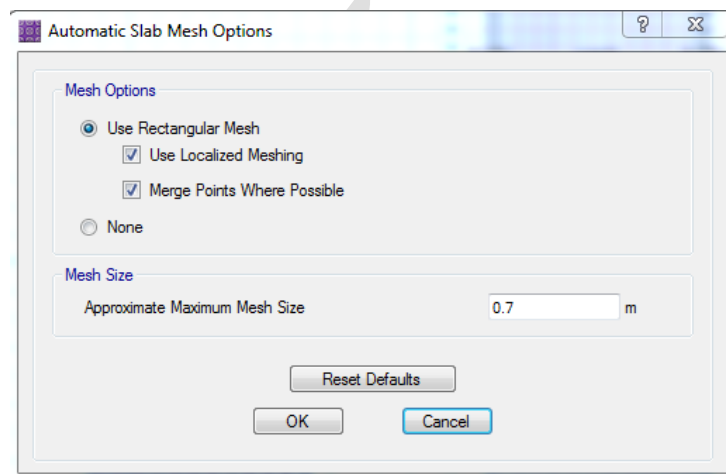 Automatic Slab Mesh Options
Mesh Options
Use Rectangular Mesh
Use Localized Meshing
Merge Points Where Possible
None
Mesh Size
Approximate Maximum Mesh Size 0.7 m
Reset Defaults
OK Cancel